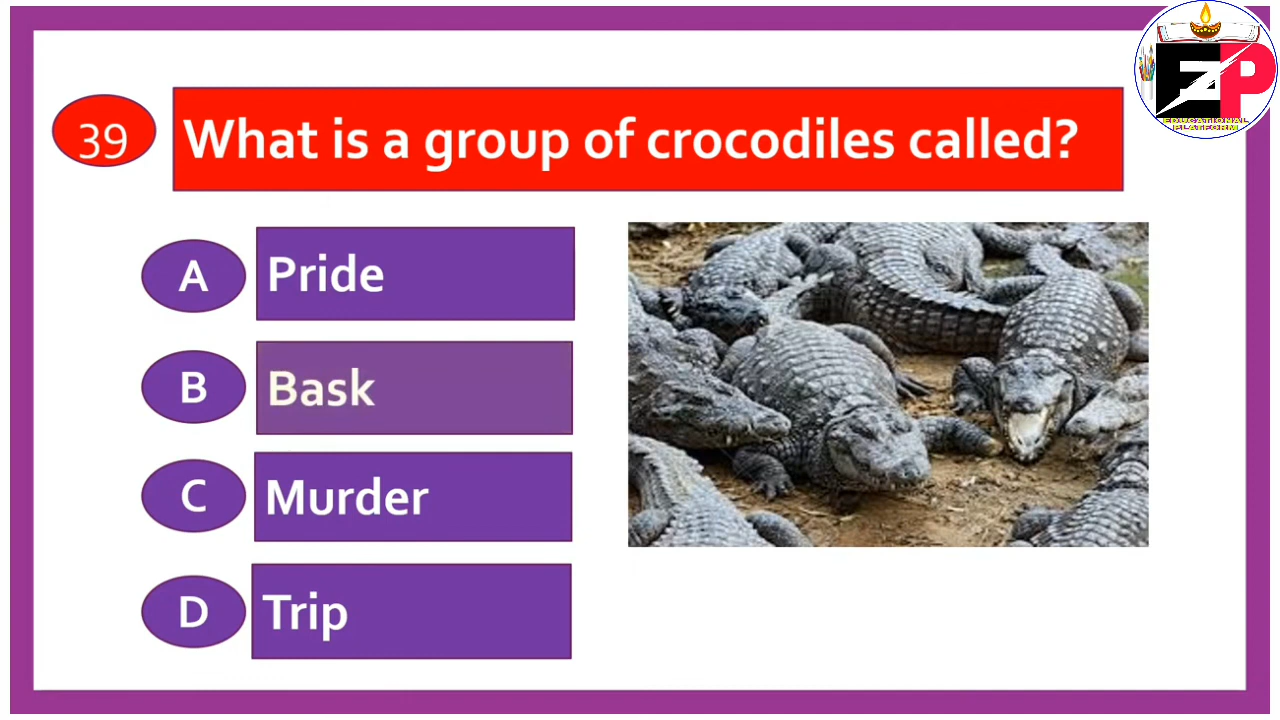 39
What is a group of crocodiles called?
A
Pride
B
Bask
C
Murder
D
Trip
EP
EDUCATIONAL
PLATFORM